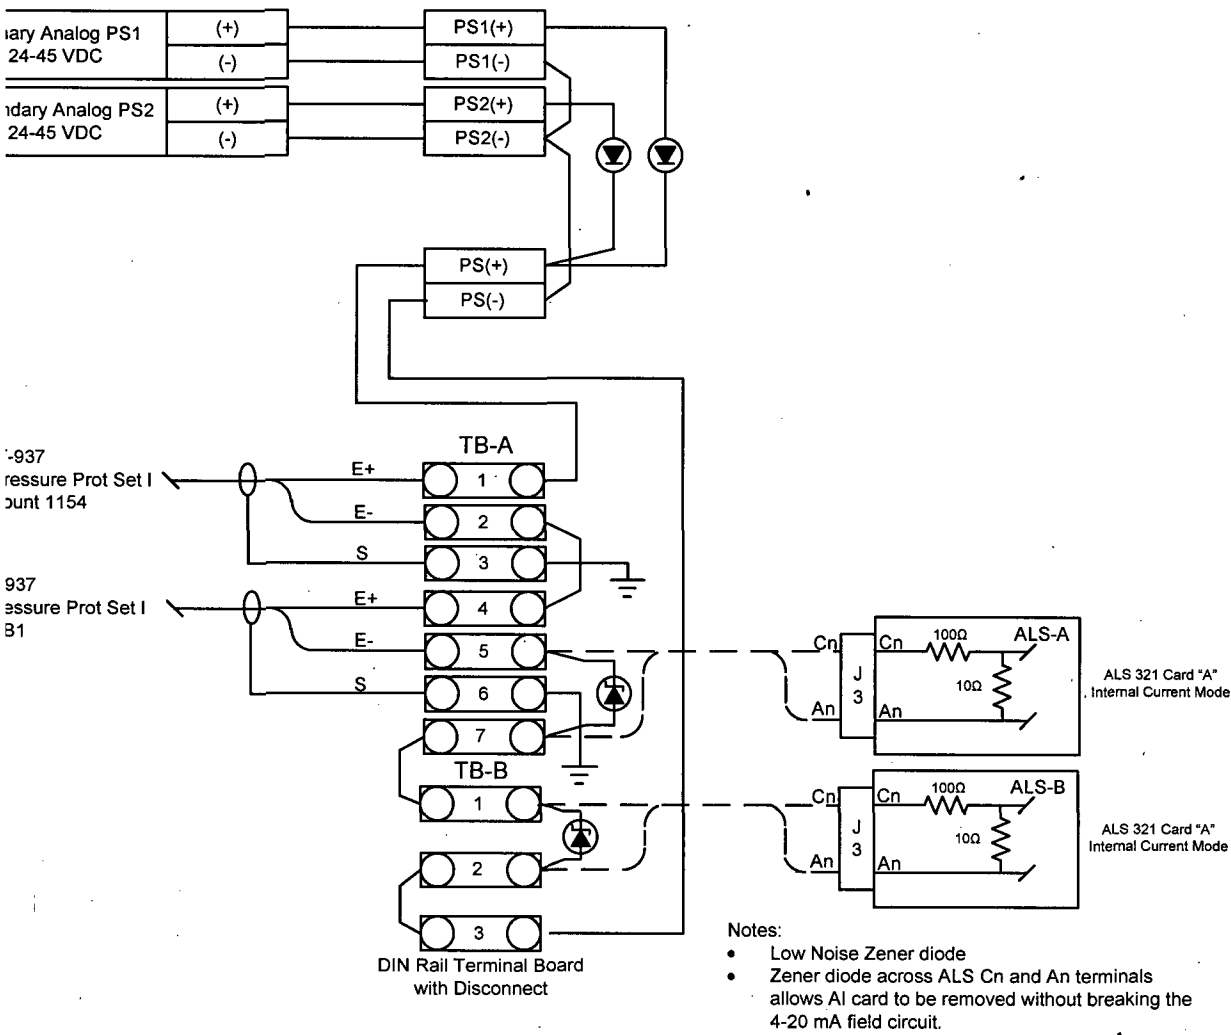 Analog PS1
24-45 VDC
(+)
(-)
PS1(+)
PS1(-)
Analog PS2
24-45 VDC
(+)
(-)
PS2(+)
PS2(-)
PS(+)
PS(-)
TB-A
-937
ressure Prot Set I
ount 1154
E+
1
E-
2
S
3
937
essure Prot Set I
B1
E+
4
E-
5
S
6
7
TB-B
1
2
3
DIN Rail Terminal Board
with Disconnect
Cn
An
J
3
Cn
An
100Ω
10Ω
ALS-A
ALS 321 Card "A"
Internal Current Mode
Cn
An
J
3
Cn
An
100Ω
10Ω
ALS-B
ALS 321 Card "A"
Internal Current Mode
Notes:
• Low Noise Zener diode
• Zener diode across ALS Cn and An terminals
allows AI card to be removed without breaking the
4-20 mA field circuit.